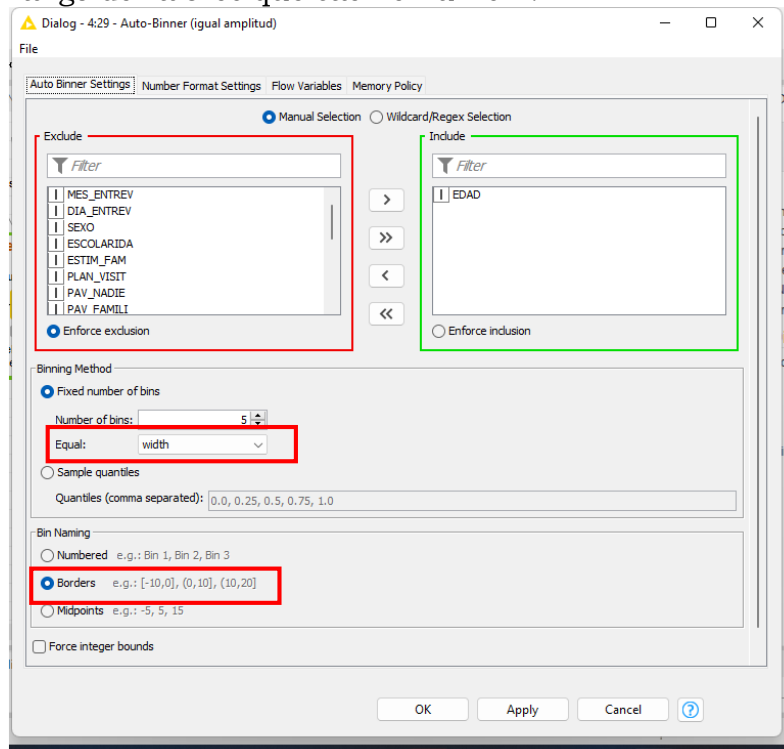 Dialog - 4:29 - Auto-Binner (igual amplitud)
File
Auto Binner Settings Number Format Settings Flow Variables Memory Policy
Manual Selection Wildcard/Regex Selection
Exclude Include
Filter Filter
I MES_ENTREV I EDAD
I DIA_ENTREV
I SEXO
I ESCOLARIDA
I ESTIM_FAM
I PLAN_VISIT
I PAV_NADIE
I PAV FAMILI
> 
>>
<
<<
Enforce exclusion Enforce inclusion
Binning Method
Fixed number of bins
Number of bins: 5
Equal: width
Sample quantiles
Quantiles (comma separated): 0.0, 0.25, 0.5, 0.75, 1.0
Bin Naming
Numbered e.g.: Bin 1, Bin 2, Bin 3
Borders e.g.: [-10,0], (0,10], (10,20]
Midpoints e.g.: -5, 5, 15
Force integer bounds
OK Apply Cancel ?